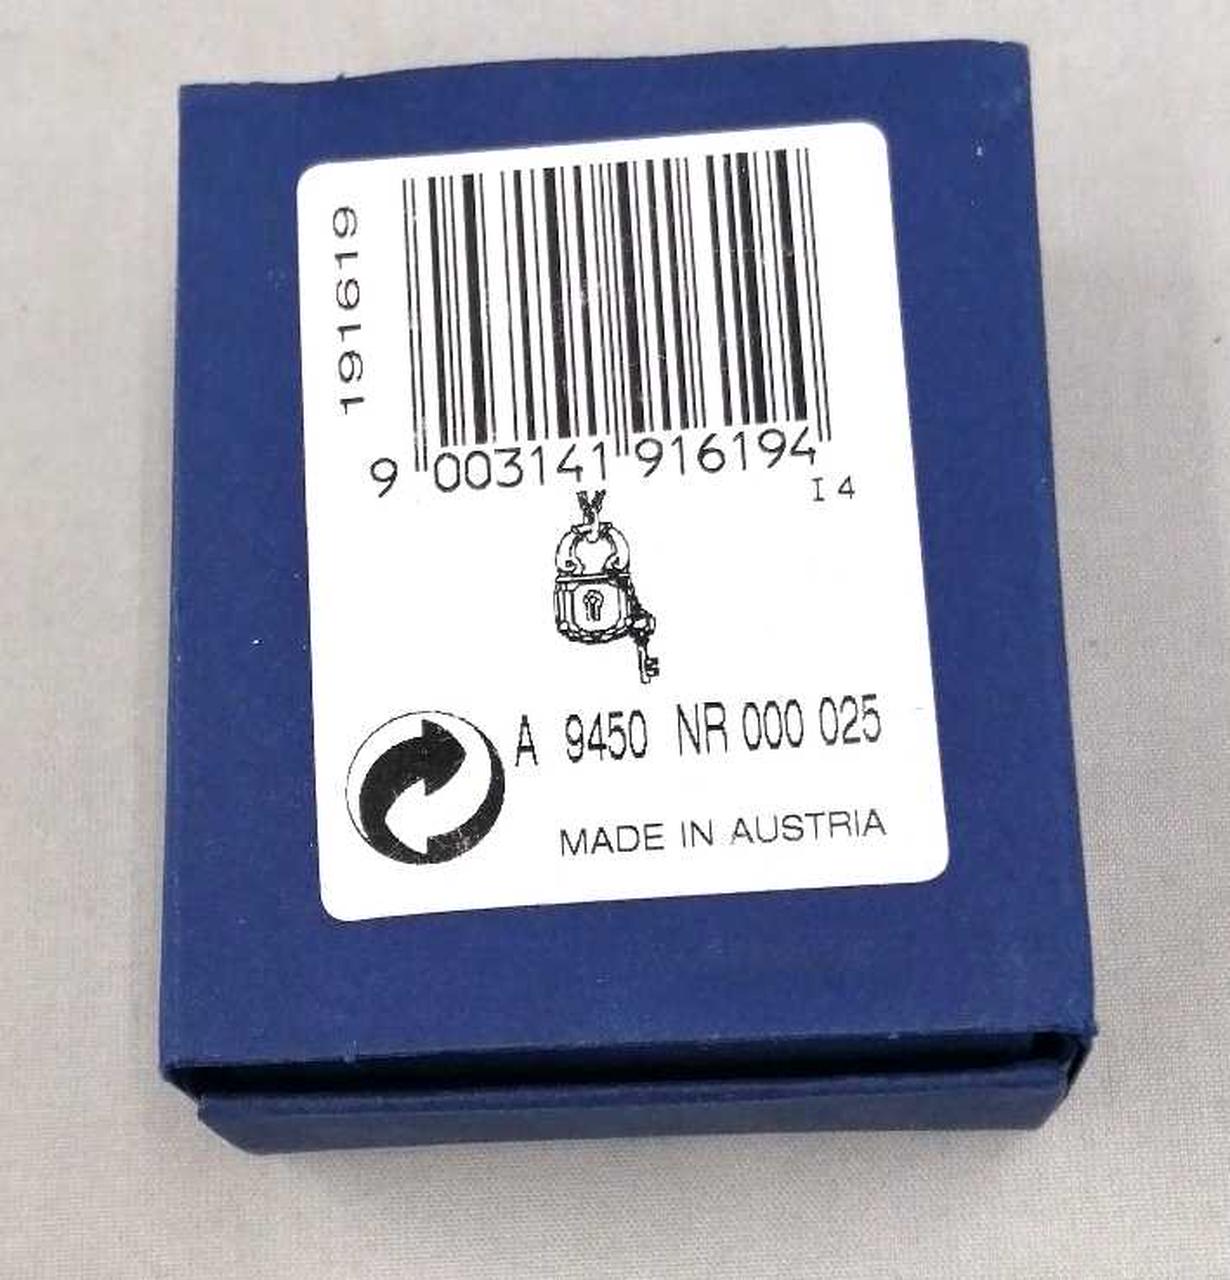 191619
9 003141 916194
I 4
A 9450 NR 000 025
MADE IN AUSTRIA